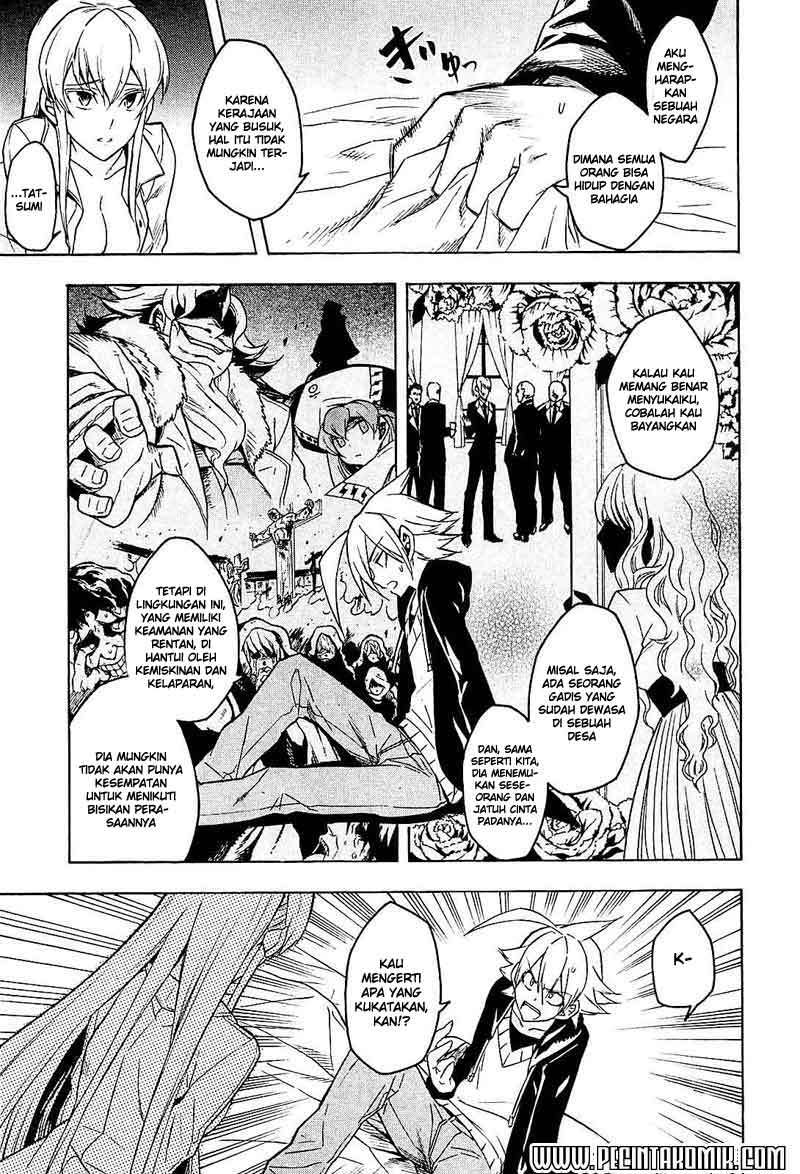 AKU
MENG-
HARAP-
KAN
SEBUAH
NEGARA
DIMANA SEMUA
ORANG BISA
HIDUP DENGAN
BAHAGIA
ぎゅっ
KARENA
KERAJAAN
YANG BUSUK,
HAL ITU TIDAK
MUNGKIN TER-
JADI...
...TAT-
SUMI
KALAU KAU
MEMANG BENAR
MENYUKAIKU,
COBALAH KAU
BAYANGKAN
MISAL SAJA,
ADA SEORANG
GADIS YANG
SUDAH DEWASA
DI SEBUAH
DESA
DAN, SAMA
SEPERTI KITA,
DIA MENEMU-
KAN SESE-
ORANG DAN
JATUH CINTA
PADANYA...
TETAPI DI
LINGKUNGAN INI,
YANG MEMILIKI
KEAMANAN YANG
RENTAN, DI
HANTUI OLEH
KEMISKINAN DAN
KELAPARAN,
DIA MUNGKIN
TIDAK AKAN PUNYA
KESEMPATAN
UNTUK MENIKUTI
BISIKAN PERA-
SAANNYA
K-
KAU
MENGERTI
APA YANG
KUKATAKAN,
KAN!?
WWW.PECINTAKOMIK.COM